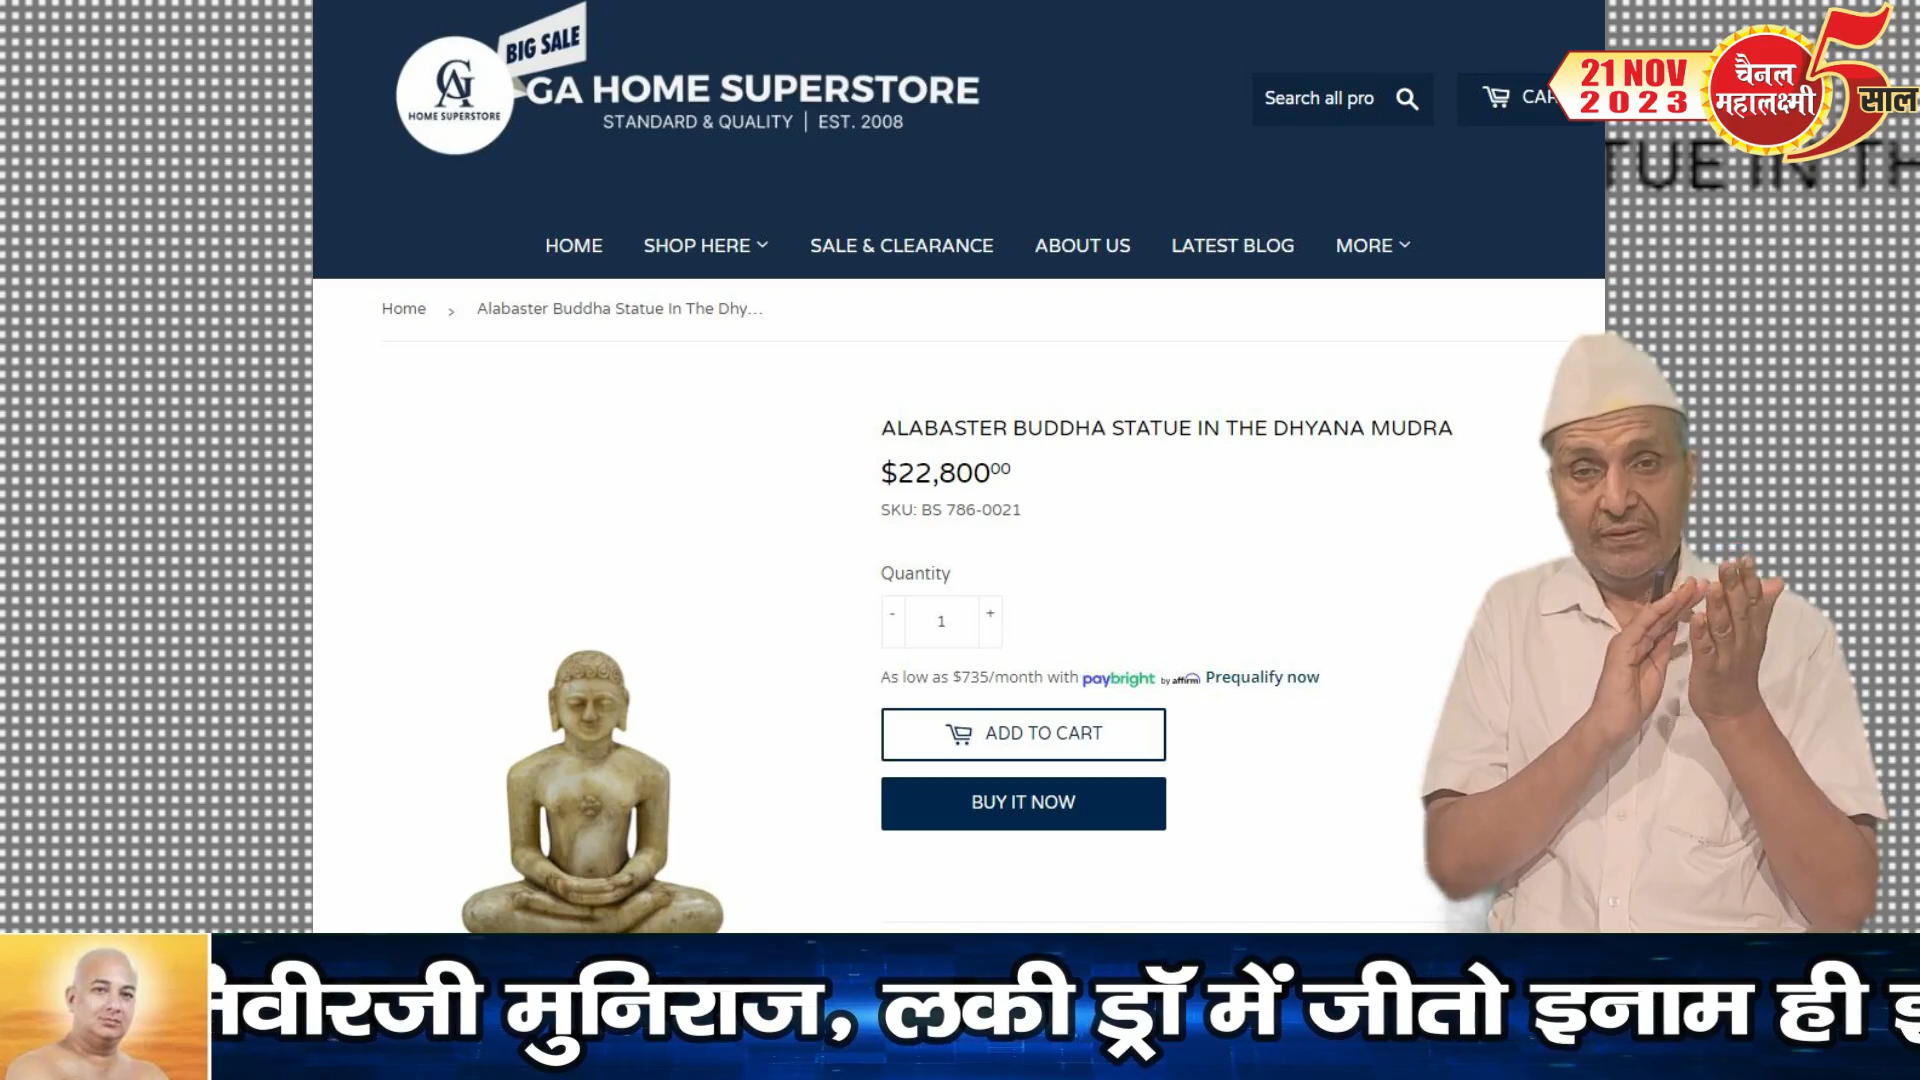 BIG SALE
GA HOME SUPERSTORE
HOME SUPERSTORE
STANDARD & QUALITY | EST. 2008
Search all pro
21 NOV
2023
चैनल
महालक्ष्मी
5
साल
HOME
SHOP HERE
SALE & CLEARANCE
ABOUT US
LATEST BLOG
MORE
Home > Alabaster Buddha Statue In The Dhy...
ALABASTER BUDDHA STATUE IN THE DHYANA MUDRA
$22,80000
SKU: BS 786-0021
Quantity
- 1 +
As low as $735/month with paybright by affirm Prequalify now
ADD TO CART
BUY IT NOW
मुनिराज, लकी ड्रॉ में जीतो इनाम ही